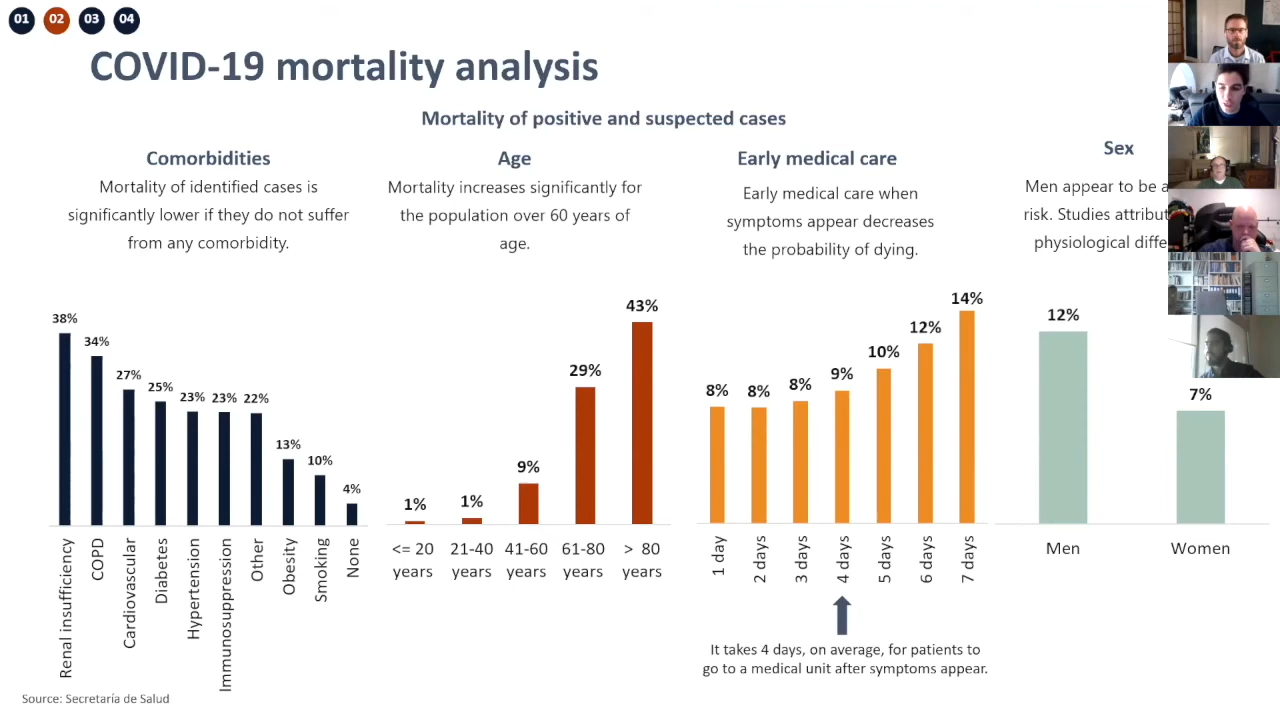 01 02 03 04
COVID-19 mortality analysis
Mortality of positive and suspected cases
Comorbidities
Mortality of identified cases is
significantly lower if they do not suffer
from any comorbidity.
38%
34%
27%
25%
23%
23%
22%
13%
10%
4%
Renal insufficiency
COPD
Cardiovascular
Diabetes
Hypertension
Immunosuppression
Other
Obesity
Smoking
None
Age
Mortality increases significantly for
the population over 60 years of
age.
1%
1%
9%
29%
43%
<= 20
years
21-40
years
41-60
years
61-80
years
> 80
years
Early medical care
Early medical care when
symptoms appear decreases
the probability of dying.
8%
8%
8%
9%
10%
12%
14%
1 day
2 days
3 days
4 days
5 days
6 days
7 days
It takes 4 days, on average, for patients to
go to a medical unit after symptoms appear.
Sex
Men appear to be a
risk. Studies
12%
7%
Men
Women
Source: Secretaría de Salud